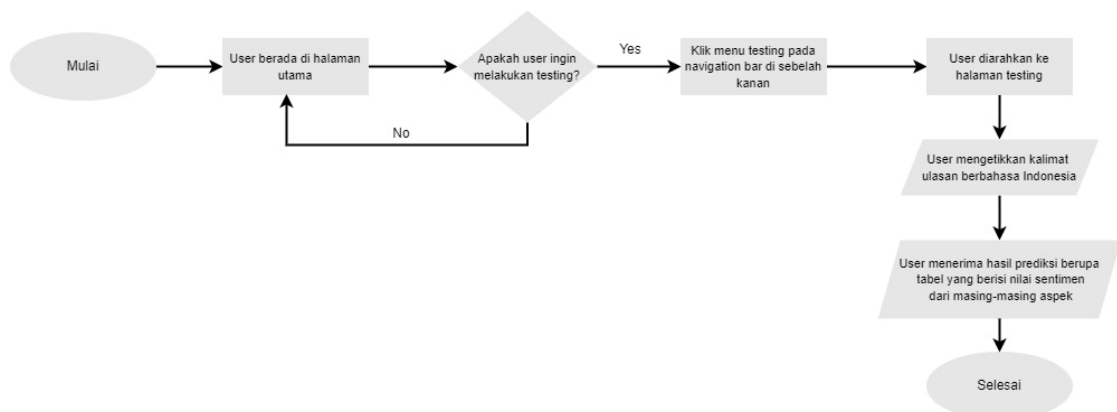 Mulai
User berada di halaman
utama
Apakah user ingin
melakukan testing?
Yes
No
Klik menu testing pada
navigation bar di sebelah
kanan
User diarahkan ke
halaman testing
User mengetikkan kalimat
ulasan berbahasa Indonesia
User menerima hasil prediksi berupa
tabel yang berisi nilai sentimen
dari masing-masing aspek
Selesai